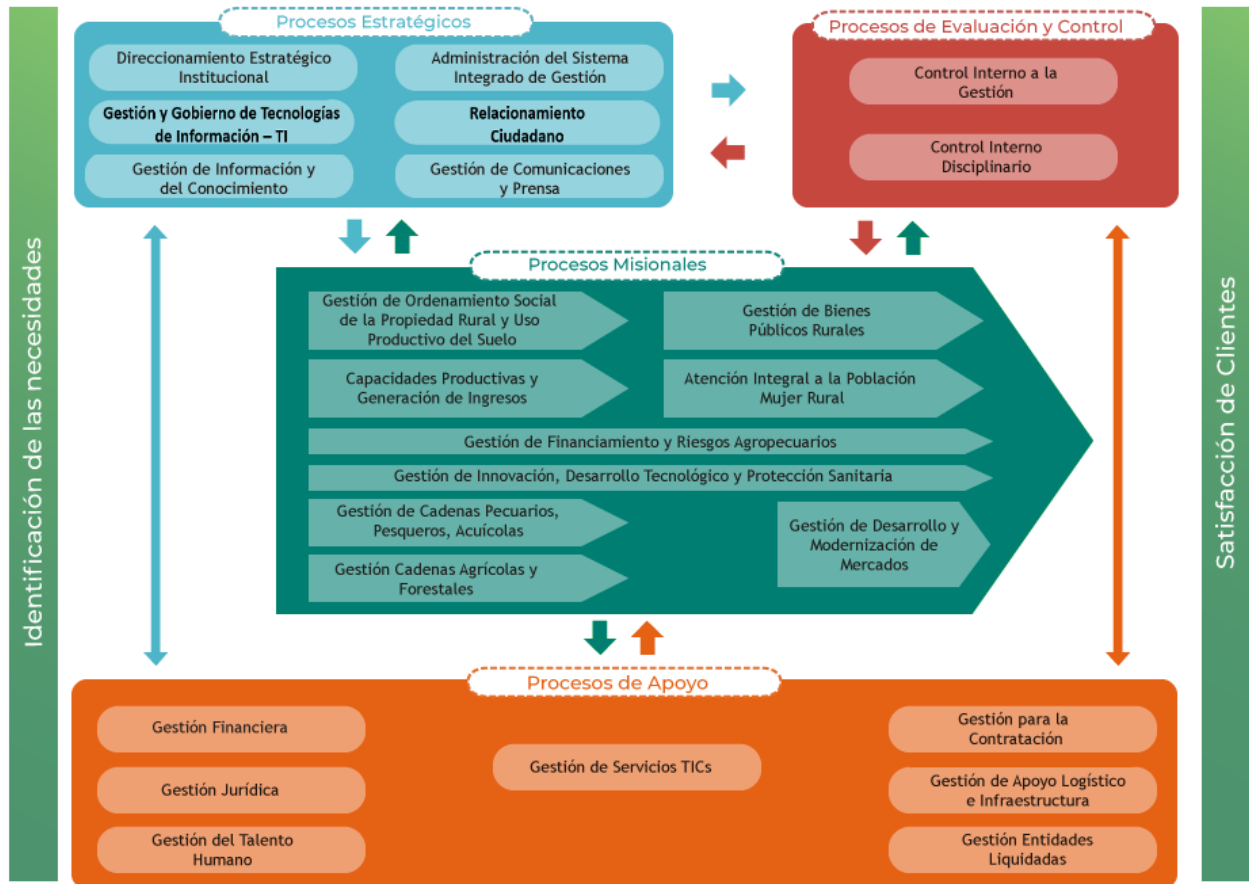 Identificación de las necesidades
Procesos Estratégicos
Direccionamiento Estratégico
Institucional
Administración del Sistema
Integrado de Gestión
Gestión y Gobierno de Tecnologías
de Información – TI
Relacionamiento
Ciudadano
Gestión de Información y
del Conocimiento
Gestión de Comunicaciones
y Prensa
Procesos de Evaluación y Control
Control Interno a la
Gestión
Control Interno
Disciplinario
Procesos Misionales
Gestión de Ordenamiento Social
de la Propiedad Rural y Uso
Productivo del Suelo
Gestión de Bienes
Públicos Rurales
Capacidades Productivas y
Generación de Ingresos
Atención Integral a la Población
Mujer Rural
Gestión de Financiamiento y Riesgos Agropecuarios
Gestión de Innovación, Desarrollo Tecnológico y Protección Sanitaria
Gestión de Cadenas Pecuarios,
Pesqueros, Acuícolas
Gestión de Desarrollo y
Modernización de
Mercados
Gestión Cadenas Agrícolas y
Forestales
Procesos de Apoyo
Gestión Financiera
Gestión Jurídica
Gestión del Talento
Humano
Gestión de Servicios TICs
Gestión para la
Contratación
Gestión de Apoyo Logístico
e Infraestructura
Gestión Entidades
Liquidadas
Satisfacción de Clientes